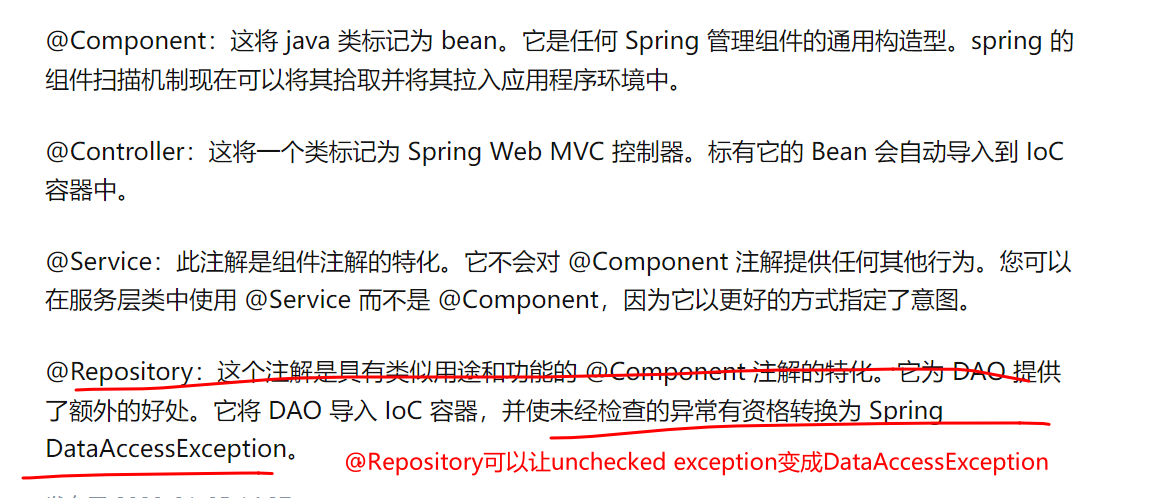 @Component：这将 java 类标记为 bean。它是任何 Spring 管理组件的通用构造型。spring 的
组件扫描机制现在可以将其拾取并将其拉入应用程序环境中。
@Controller：这将一个类标记为 Spring Web MVC 控制器。标有它的 Bean 会自动导入到 IoC
容器中。
@Service：此注解是组件注解的特化。它不会对 @Component 注解提供任何其他行为。您可以
在服务层类中使用 @Service 而不是 @Component，因为它以更好的方式指定了意图。
@Repository：这个注解是具有类似用途和功能的 @Component 注解的特化。它为 DAO 提供
了额外的好处。它将 DAO 导入 IoC 容器，并使未经检查的异常有资格转换为 Spring
DataAccessException。
@Repository可以让unchecked exception变成DataAccessException